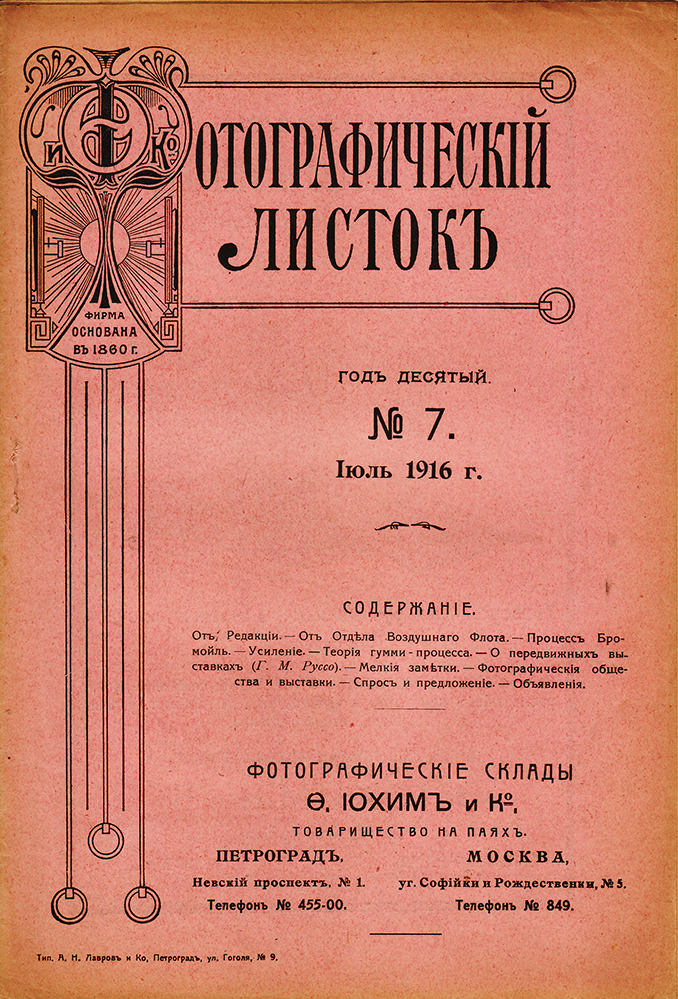 и Ѳ Ко
ФОТОГРАФИЧЕСКІЙ
ЛИСТОКЪ
ФИРМА
ОСНОВАНА
ВЪ 1860 г.
ГОДЪ ДЕСЯТЫЙ.
№ 7.
Іюль 1916 г.
СОДЕРЖАНІЕ.
Отъ Редакціи. — Отъ Отдѣла Воздушнаго Флота. — Процессъ Бро-
мойль. — Усиленіе. — Теорія гумми-процесса. — О передвижныхъ вы-
ставкахъ (Г. М. Руссо). — Мелкія замѣтки. — Фотографическія обще-
ства и выставки. — Спросъ и предложеніе. — Объявленія.
ФОТОГРАФИЧЕСКІЕ СКЛАДЫ
Ѳ. ІОХИМЪ и Ко,
ТОВАРИЩЕСТВО НА ПАЯХЪ.
ПЕТРОГРАДЪ,
Невскій проспектъ, № 1.
Телефонъ № 455-00.
МОСКВА,
уг. Софійки и Рождественки, № 5.
Телефонъ № 849.
Тип. А. Н. Лавровъ и Ко, Петроградъ, ул. Гоголя, № 9.